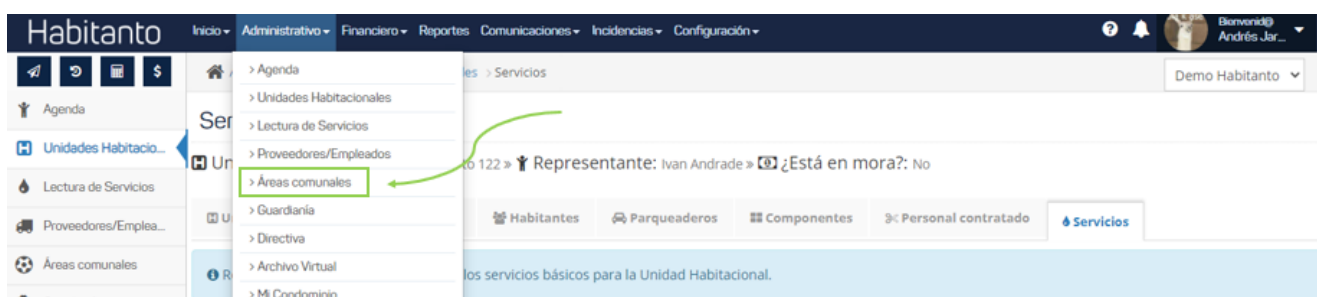 Habitanto
Inicio Administrativo Financiero Reportes Comunicaciones Incidencias Configuración
?
Bienvenid@
Andrés Jar...
$
> Agenda
> Unidades Habitacionales
> Lectura de Servicios
> Proveedores/Empleados
> Áreas comunales
> Guardianía
> Directiva
> Archivo Virtual
> Mi Condominio
> Servicios
Demo Habitanto
Agenda
Unidades Habitacio...
Lectura de Servicios
Proveedores/Emplea...
Áreas comunales
Ser
122 » Representante: Ivan Andrade » ¿Está en mora?: No
Habitantes Parqueaderos Componentes Personal contratado Servicios
los servicios básicos para la Unidad Habitacional.